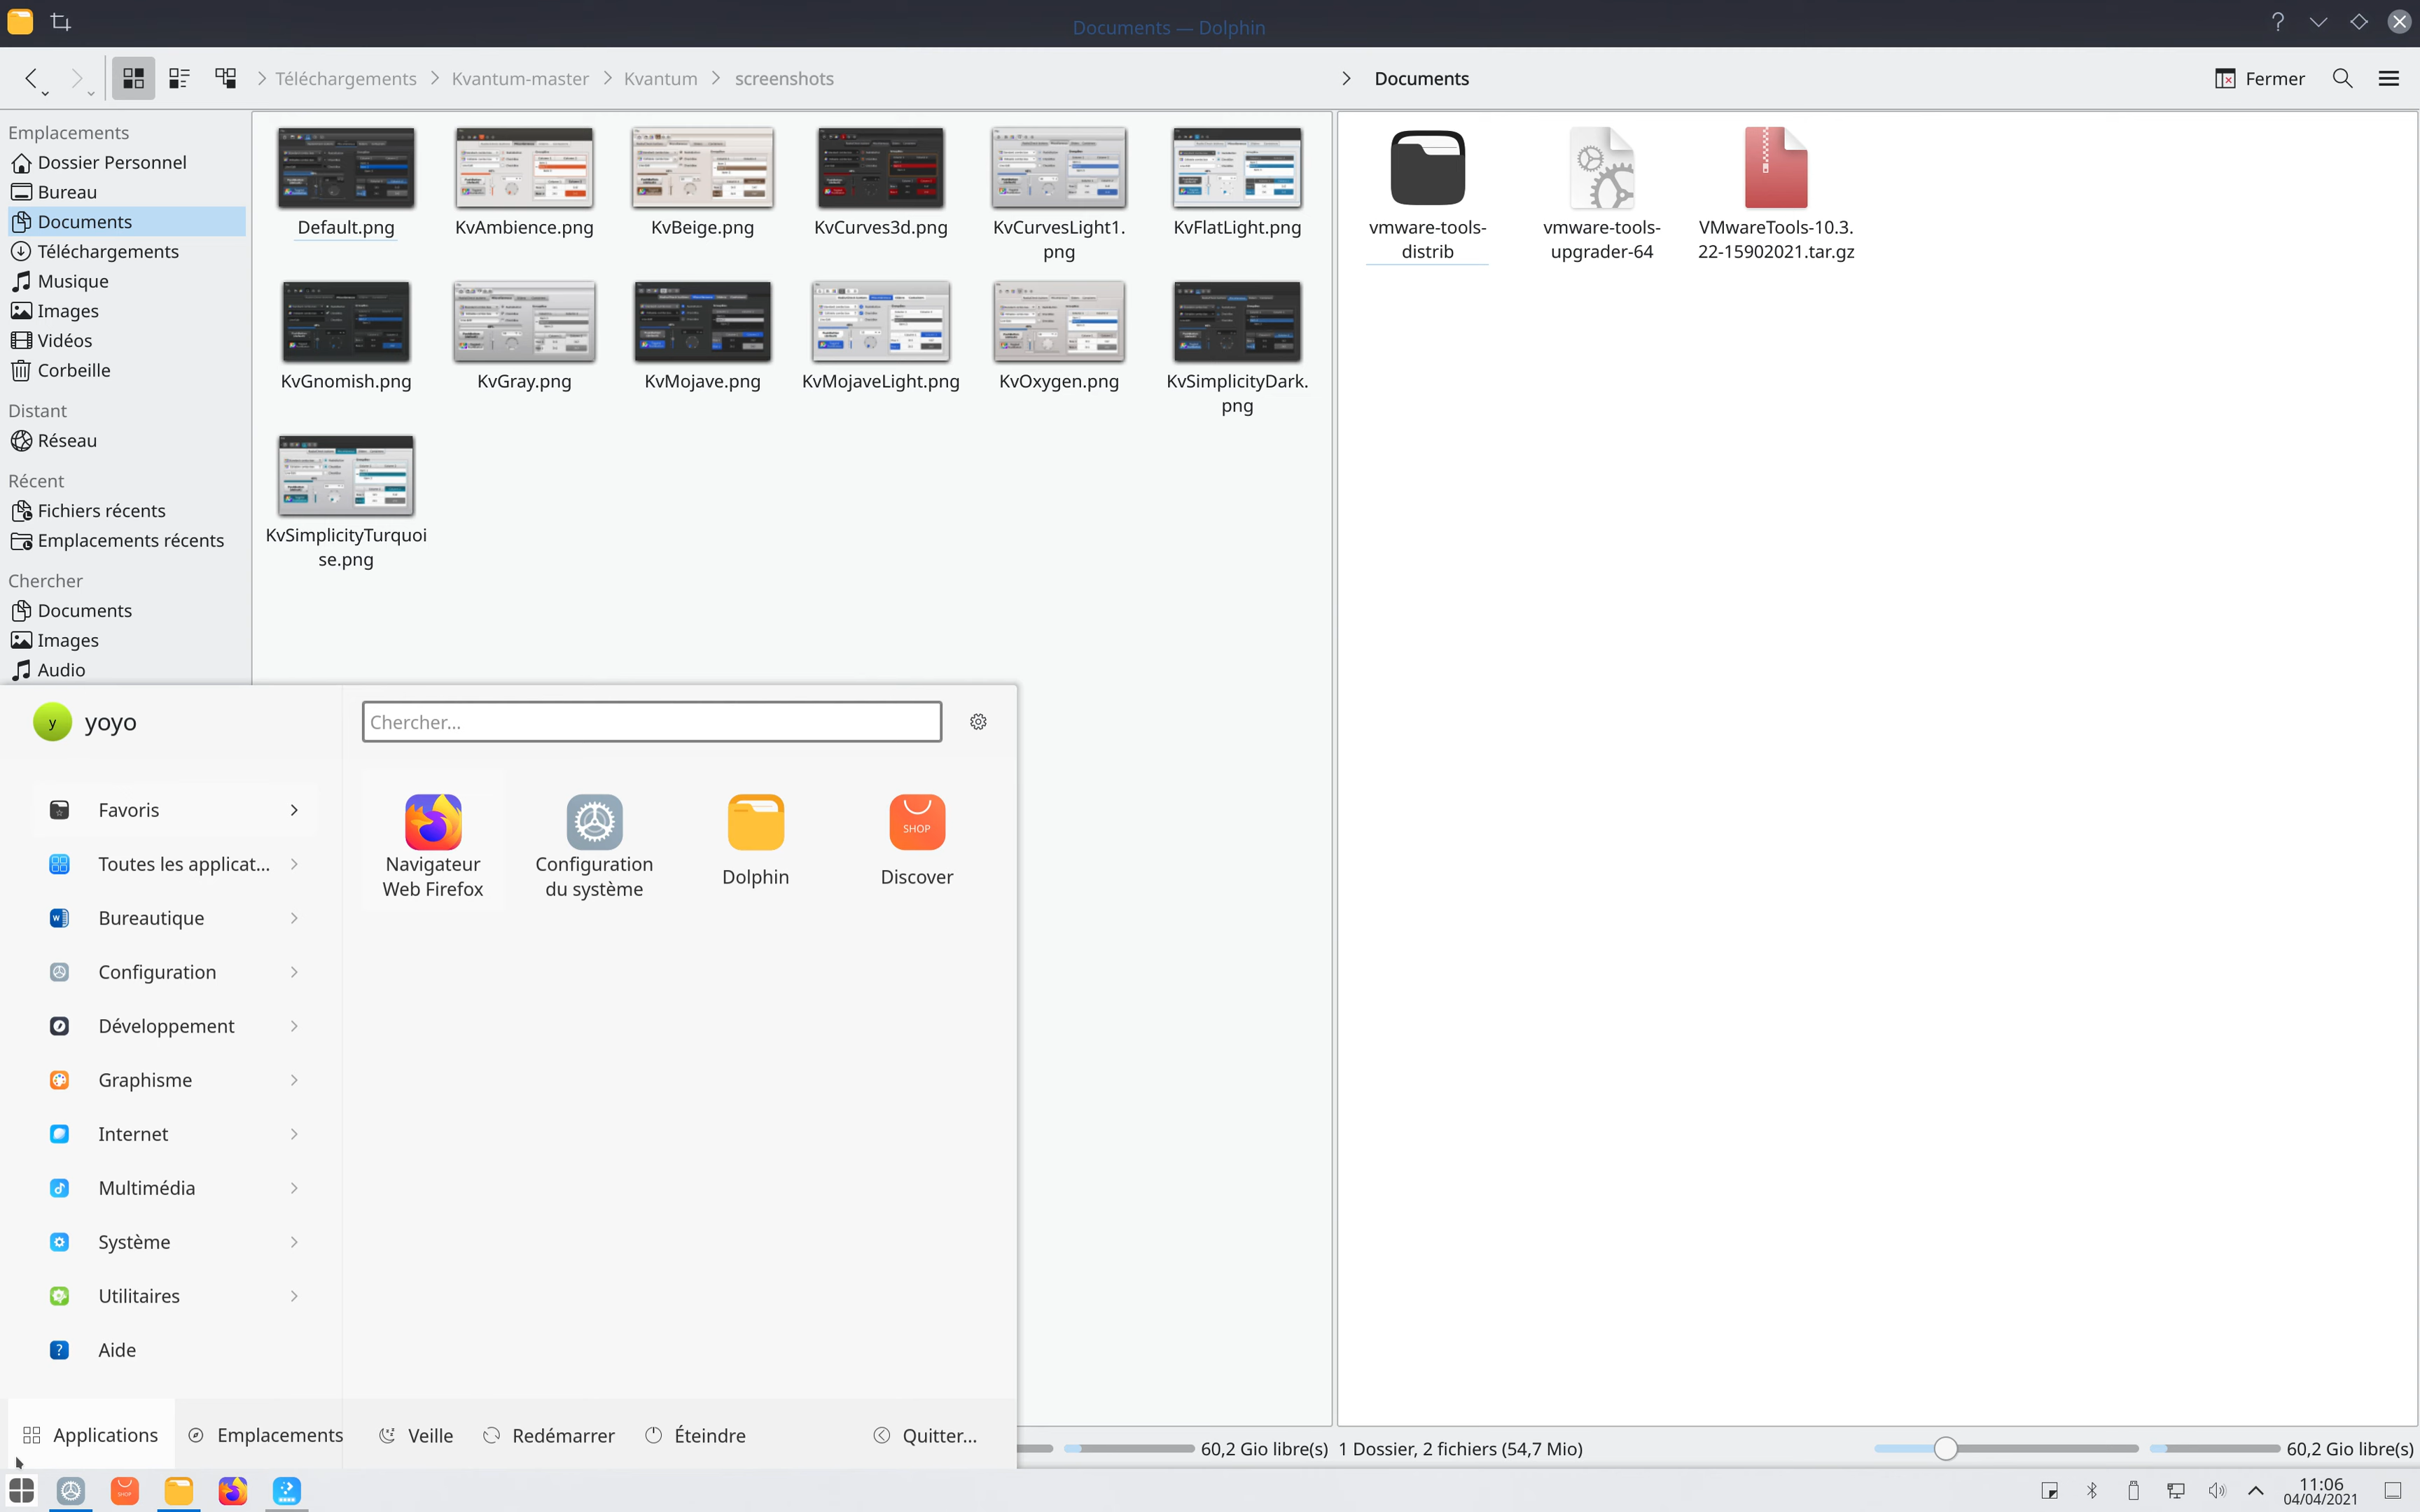 Documents — Dolphin
Téléchargements
Kvantum-master
Kvantum
screenshots
Documents
Fermer
Emplacements
Dossier Personnel
Bureau
Documents
Téléchargements
Musique
Images
Vidéos
Corbeille
Distant
Réseau
Récent
Fichiers récents
Emplacements récents
Chercher
Documents
Images
Audio
Default.png
KvAmbience.png
KvBeige.png
KvCurves3d.png
KvCurvesLight1.
png
KvFlatLight.png
KvGnomish.png
KvGray.png
KvMojave.png
KvMojaveLight.png
KvOxygen.png
KvSimplicityDark.
png
KvSimplicityTurquoi
se.png
vmware-tools-
distrib
vmware-tools-
upgrader-64
VMwareTools-10.3.
22-15902021.tar.gz
y
yoyo
Chercher...
Favoris
Toutes les applicat...
Bureautique
Configuration
Développement
Graphisme
Internet
Multimédia
Système
Utilitaires
Aide
Navigateur
Web Firefox
Configuration
du système
Dolphin
SHOP
Discover
Applications
Emplacements
Veille
Redémarrer
Éteindre
Quitter...
60,2 Gio libre(s)
1 Dossier, 2 fichiers (54,7 Mio)
60,2 Gio libre(s)
SHOP
11:06
04/04/2021